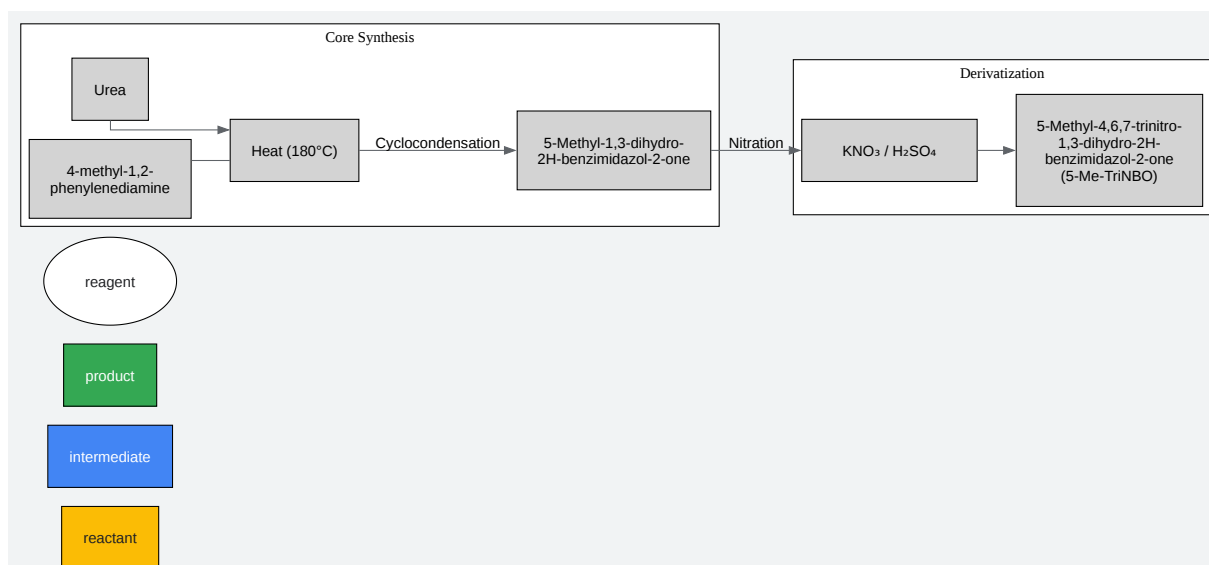 Core Synthesis
Urea
4-methyl-1,2-
phenylenediamine
Heat (180°C)
Cyclocondensation
5-Methyl-1,3-dihydro-
2H-benzimidazol-2-one
Nitration
Derivatization
KNO₃ / H₂SO₄
5-Methyl-4,6,7-trinitro-
1,3-dihydro-2H-
benzimidazol-2-one
(5-Me-TriNBO)
reagent
product
intermediate
reactant